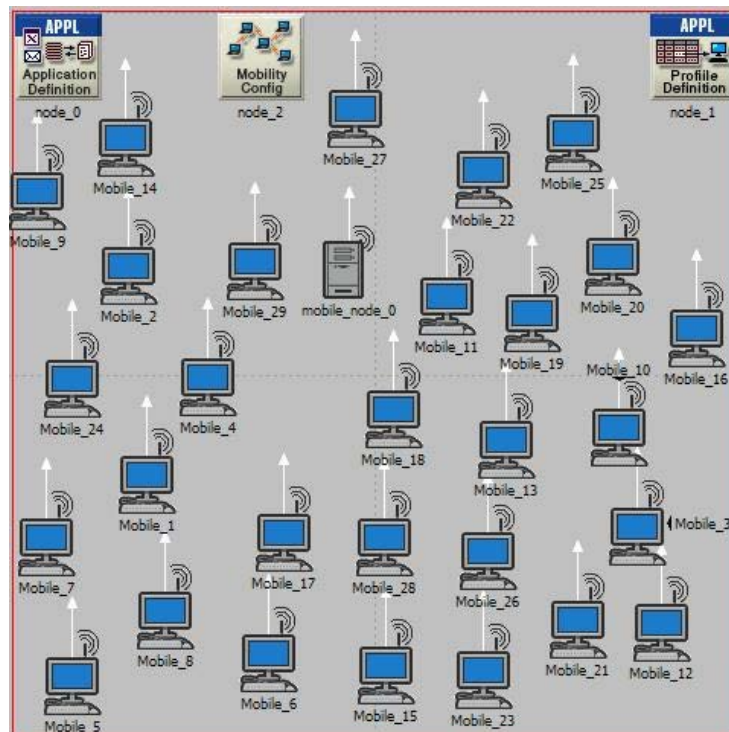 APPL
Application
Definition
node_0
Mobility
Config
node_2
APPL
Profile
Definition
node_1
Mobile_27
Mobile_14
Mobile_25
Mobile_22
Mobile_9
Mobile_2
Mobile_29
mobile_node_0
Mobile_20
Mobile_11
Mobile_19
Mobile_10
Mobile_16
Mobile_24
Mobile_4
Mobile_18
Mobile_13
Mobile_1
Mobile_3
Mobile_7
Mobile_17
Mobile_28
Mobile_26
Mobile_8
Mobile_21
Mobile_12
Mobile_6
Mobile_5
Mobile_15
Mobile_23